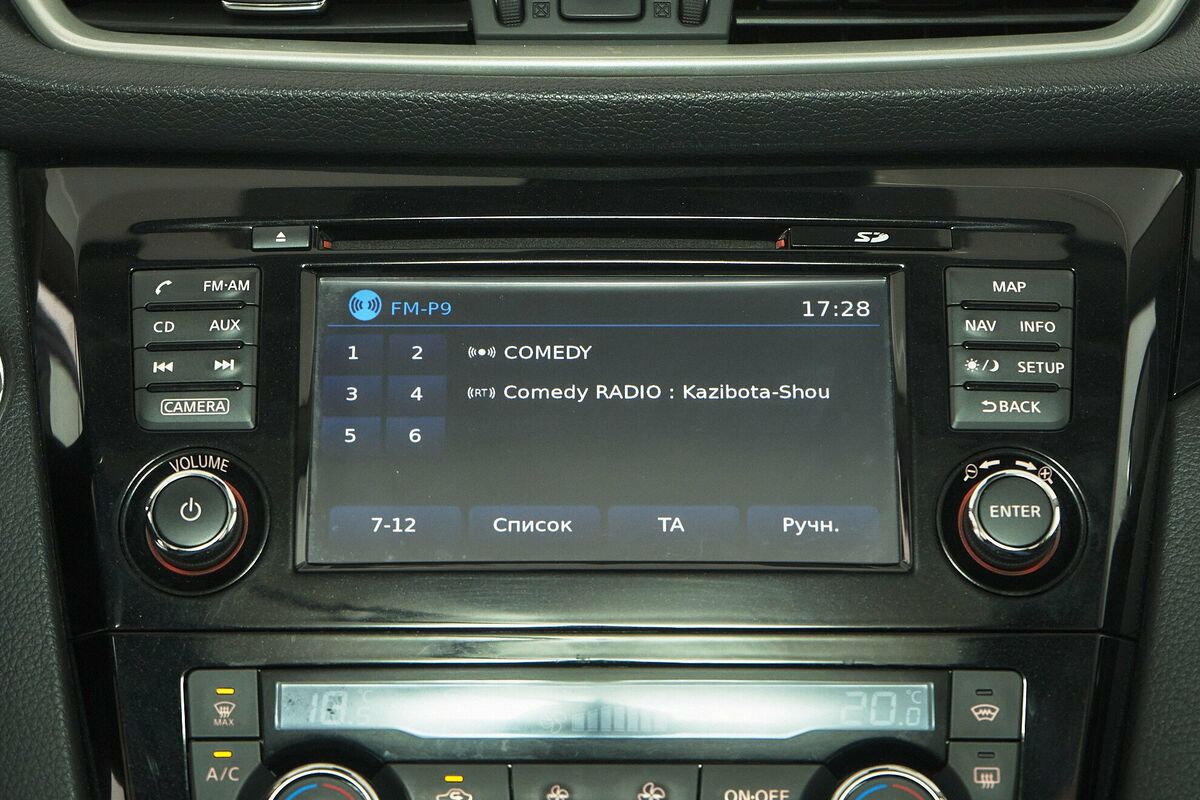 SD
FM·AM
CD AUX
CAMERA
VOLUME
FM-P9 17:28
1 2 COMEDY
3 4 (RT) Comedy RADIO : Kazibota-Shou
5 6
7-12 Список TA Ручн.
MAP
NAV INFO
SETUP
BACK
ENTER
MAX
A/C
20.0 °C
ON·OFF